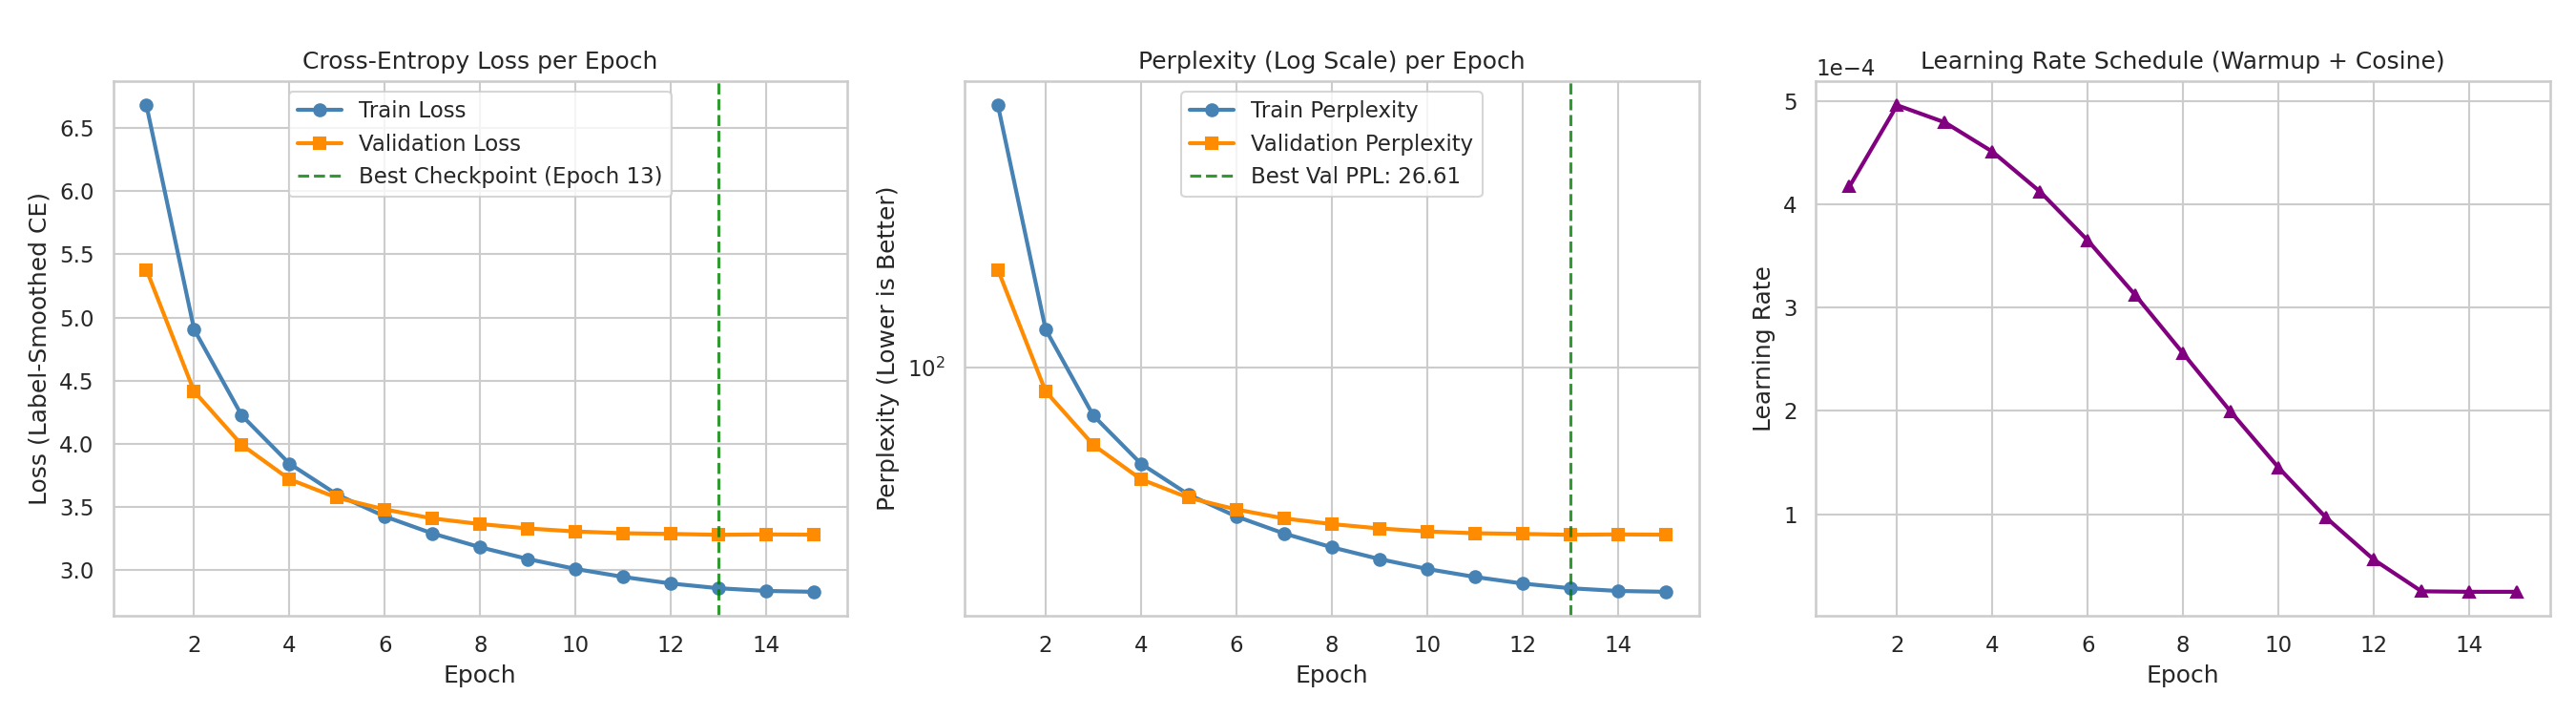 Cross-Entropy Loss per Epoch
Loss (Label-Smoothed CE)
6.5
6.0
5.5
5.0
4.5
4.0
3.5
3.0
Train Loss
Validation Loss
Best Checkpoint (Epoch 13)
2 4 6 8 10 12 14
Epoch
Perplexity (Log Scale) per Epoch
Perplexity (Lower is Better)
10²
Train Perplexity
Validation Perplexity
Best Val PPL: 26.61
2 4 6 8 10 12 14
Epoch
Learning Rate Schedule (Warmup + Cosine)
1e−4
Learning Rate
5
4
3
2
1
2 4 6 8 10 12 14
Epoch